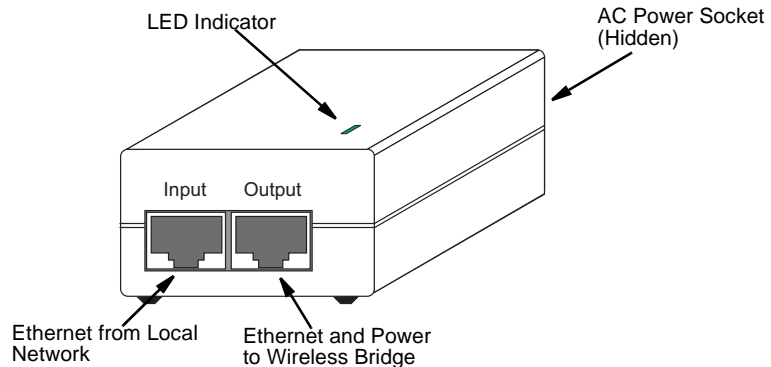 LED Indicator
AC Power Socket
(Hidden)
Input
Output
Ethernet from Local
Network
Ethernet and Power
to Wireless Bridge